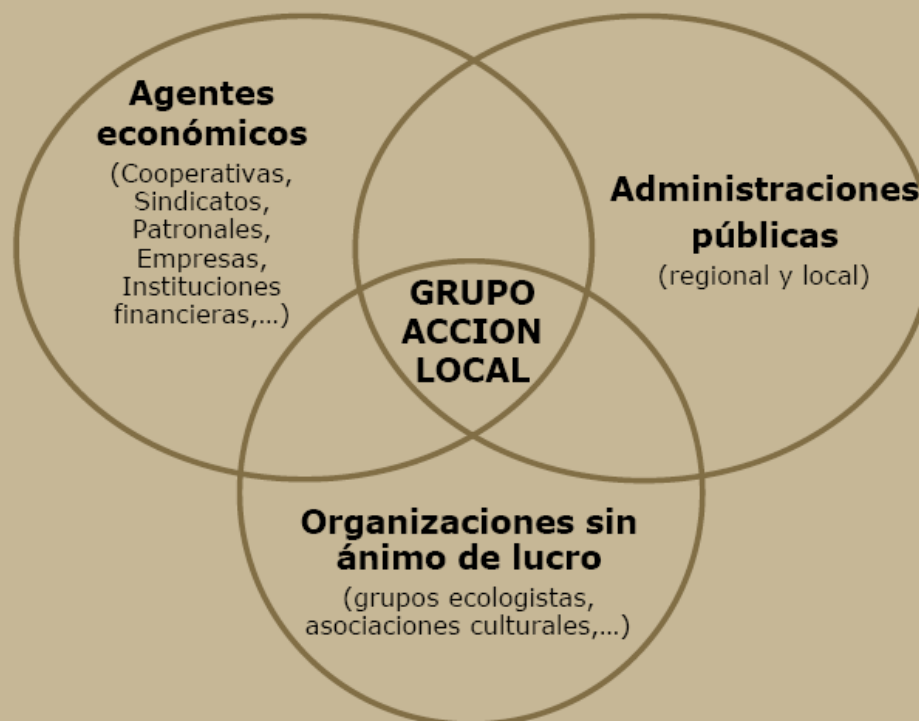 Agentes
económicos
(Cooperativas,
Sindicatos,
Patronales,
Empresas,
Instituciones
financieras,...)
Administraciones
públicas
(regional y local)
GRUPO
ACCION
LOCAL
Organizaciones sin
ánimo de lucro
(grupos ecologistas,
asociaciones culturales,...)